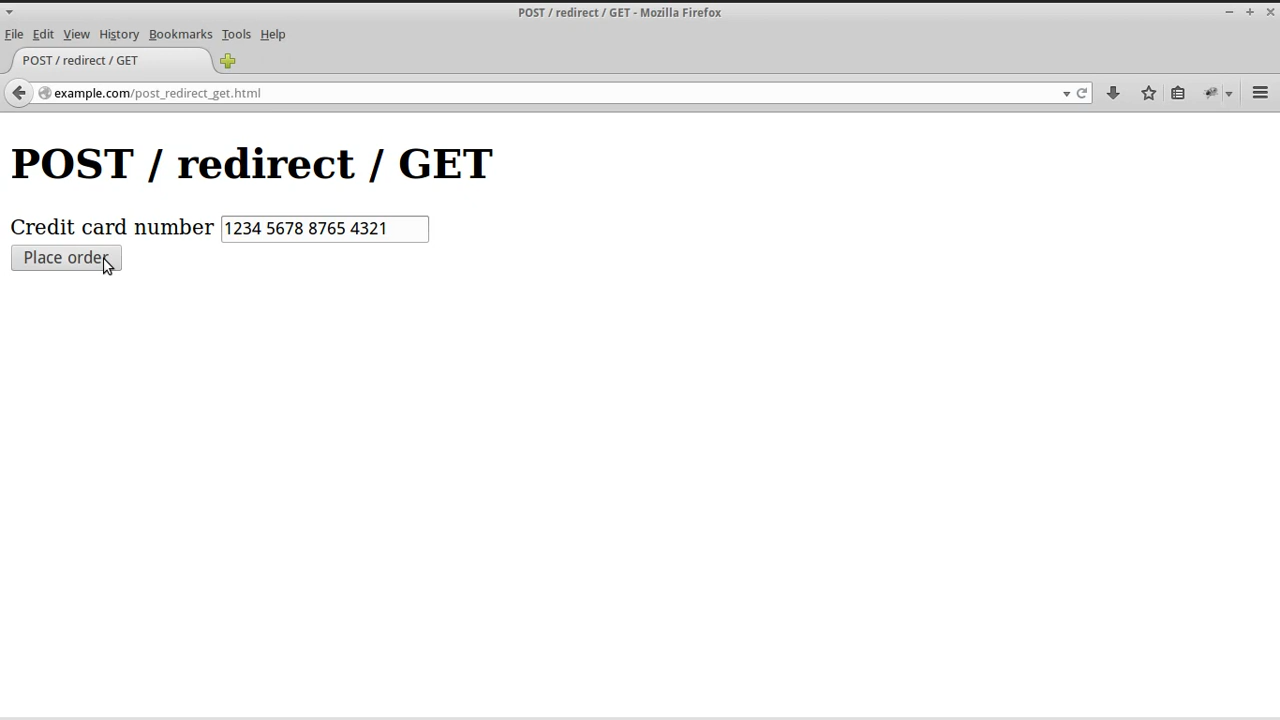 POST / redirect / GET - Mozilla Firefox
File Edit View History Bookmarks Tools Help
POST / redirect / GET
example.com/post_redirect_get.html
POST / redirect / GET
Credit card number 1234 5678 8765 4321
Place order